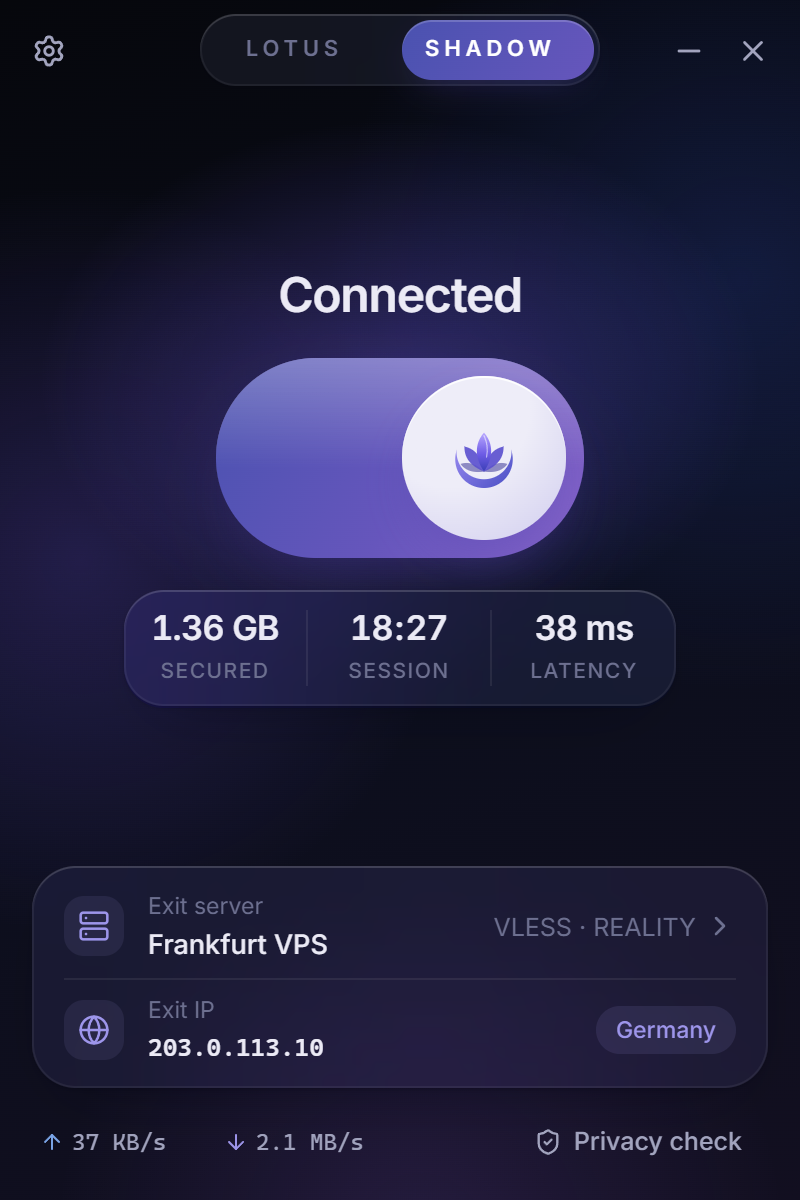 LOTUS SHADOW
Connected
1.36 GB 18:27 38 ms
SECURED SESSION LATENCY
Exit server
Frankfurt VPS
VLESS · REALITY
Exit IP
203.0.113.10
Germany
37 KB/s 2.1 MB/s Privacy check